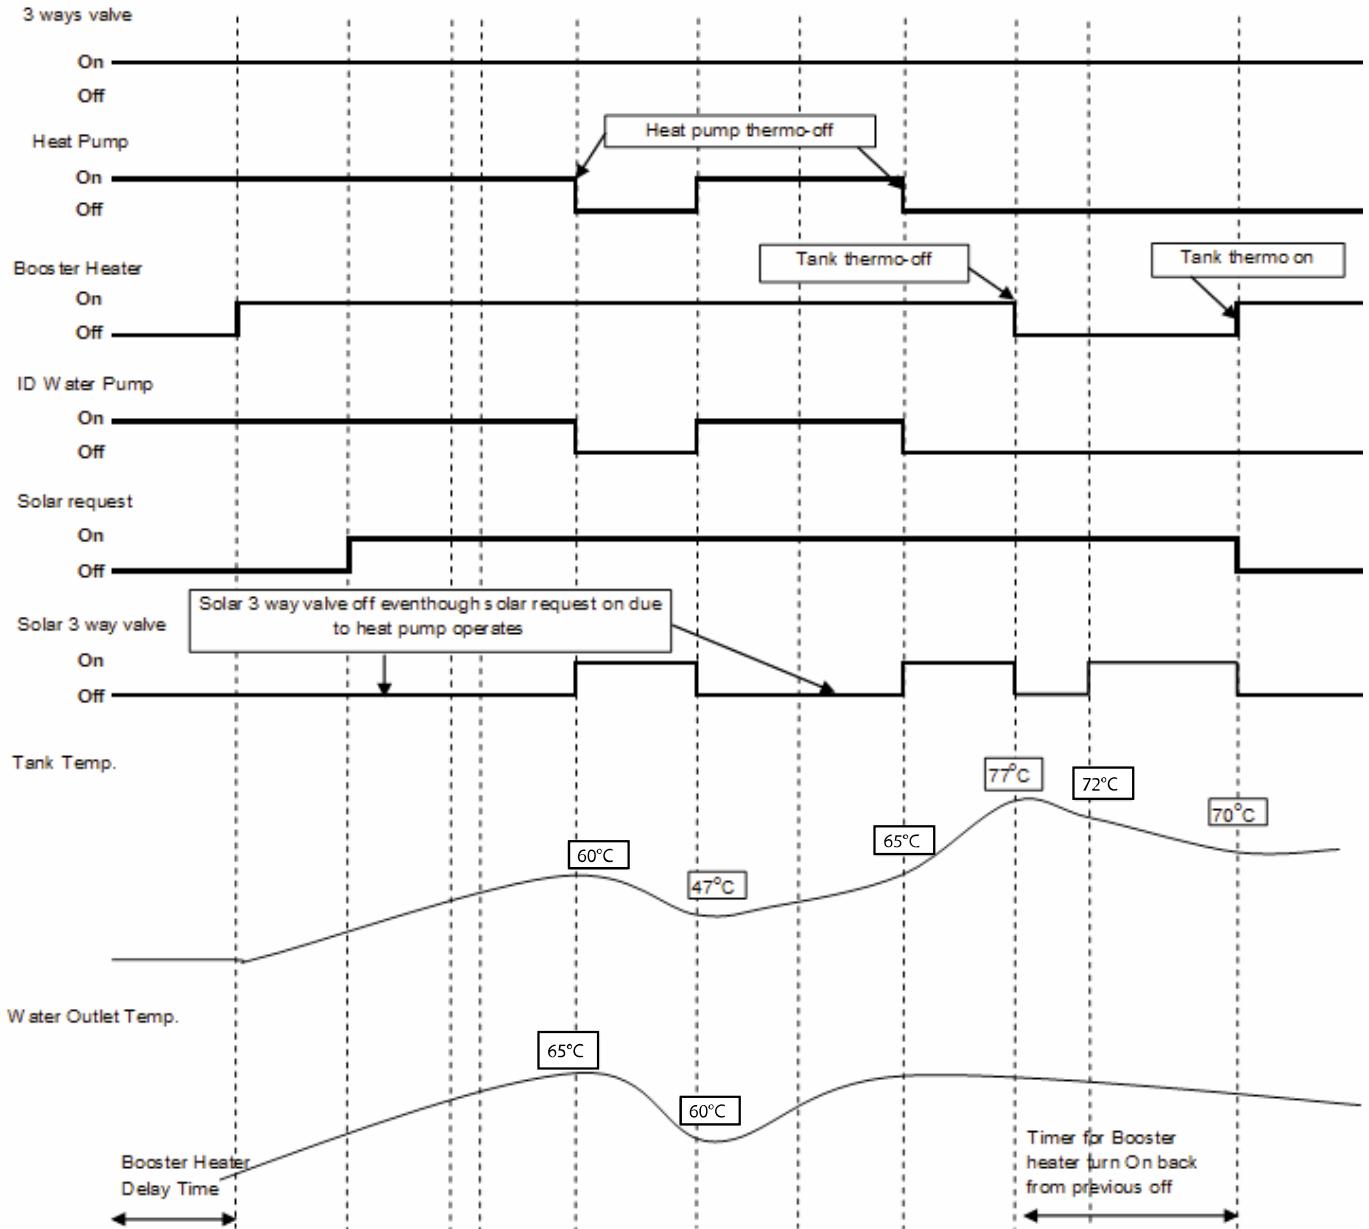 3 ways valve
On
Off
Heat Pump
Heat pump thermo-off
On
Off
Booster Heater
Tank thermo-off
Tank thermo on
On
Off
ID Water Pump
On
Off
Solar request
On
Off
Solar 3 way valve off eventhough solar request on due
to heat pump operates
Solar 3 way valve
On
Off
Tank Temp.
77°C
72°C
70°C
65°C
60°C
47°C
Water Outlet Temp.
65°C
60°C
Booster Heater
Delay Time
Timer for Booster
heater turn On back
from previous off